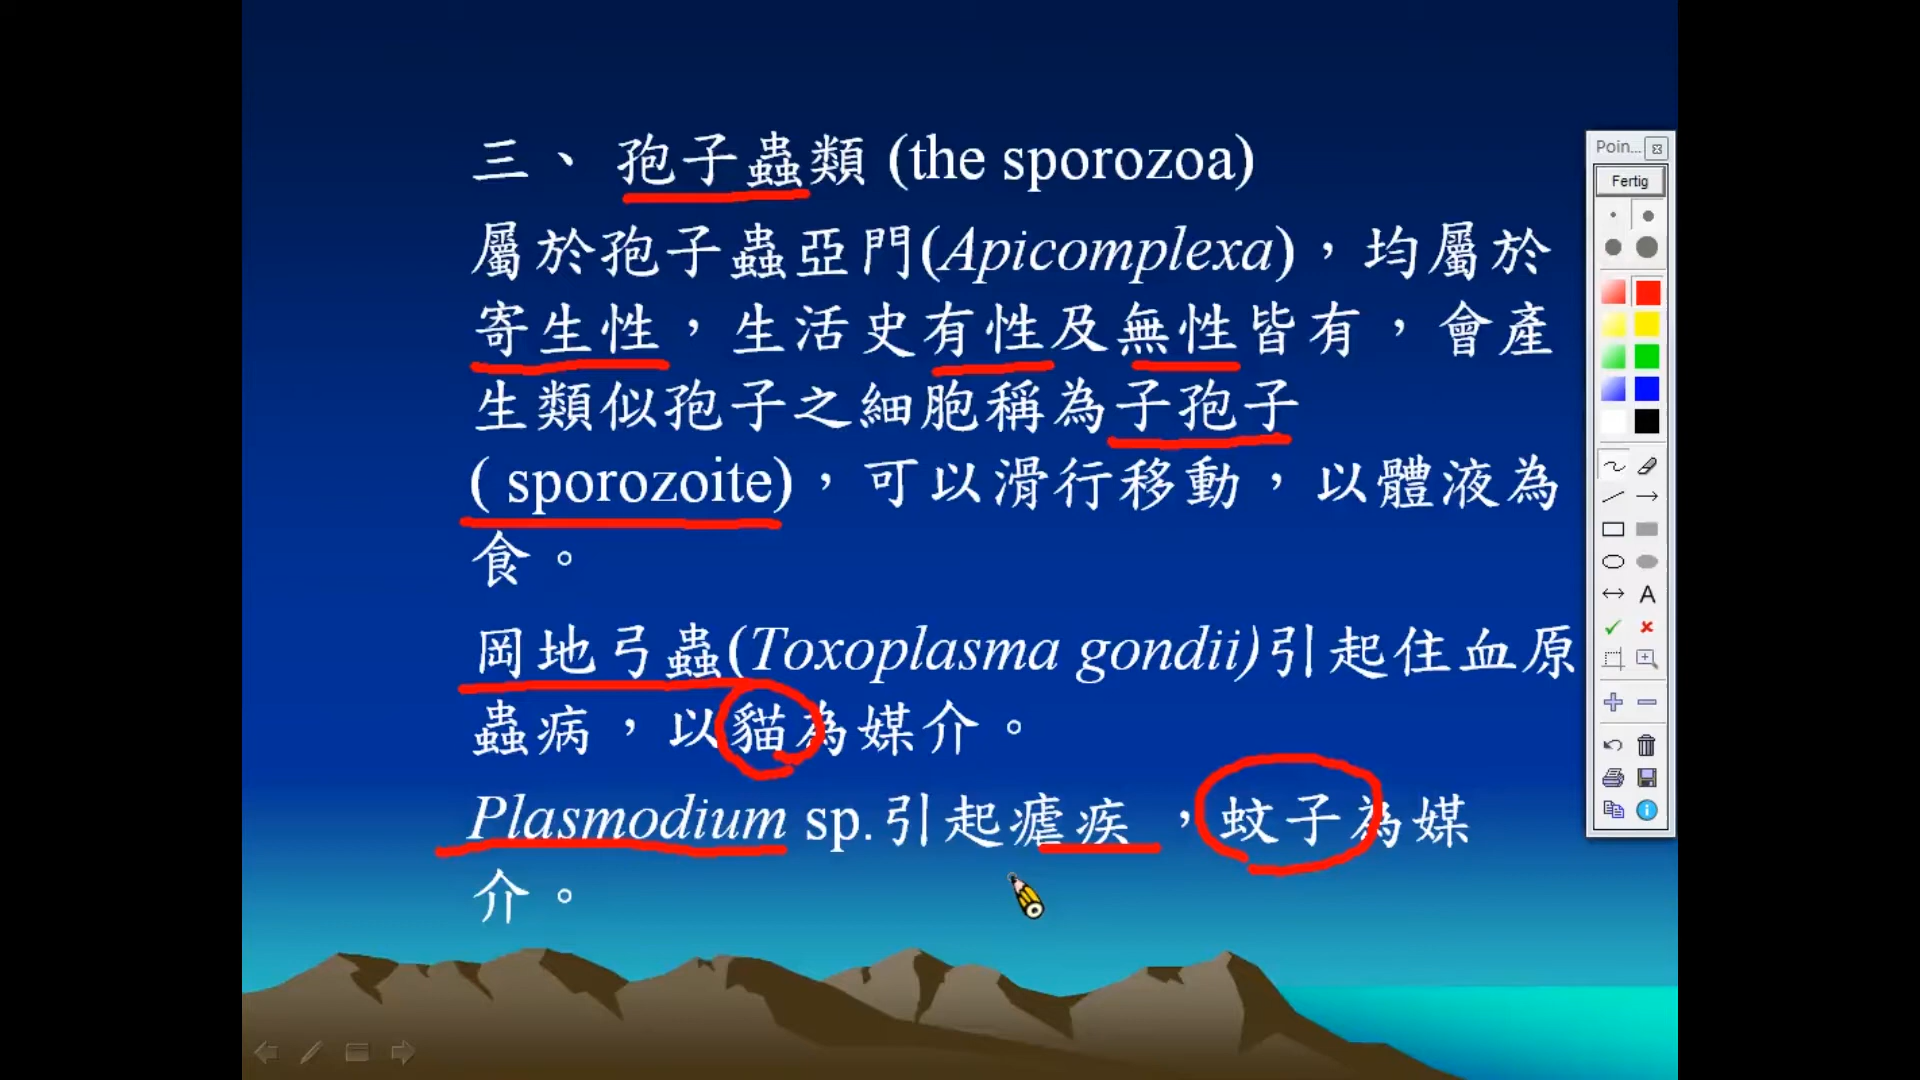 三、 孢子蟲類 (the sporozoa)
屬於孢子蟲亞門(Apicomplexa)，均屬於
寄生性，生活史有性及無性皆有，會產
生類似孢子之細胞稱為子孢子
( sporozoite)，可以滑行移動，以體液為
食。
岡地弓蟲(Toxoplasma gondii)引起住血原
蟲病，以貓為媒介。
Plasmodium sp.引起瘧疾 ，蚊子為媒
介。
Poin...
Fertig
A